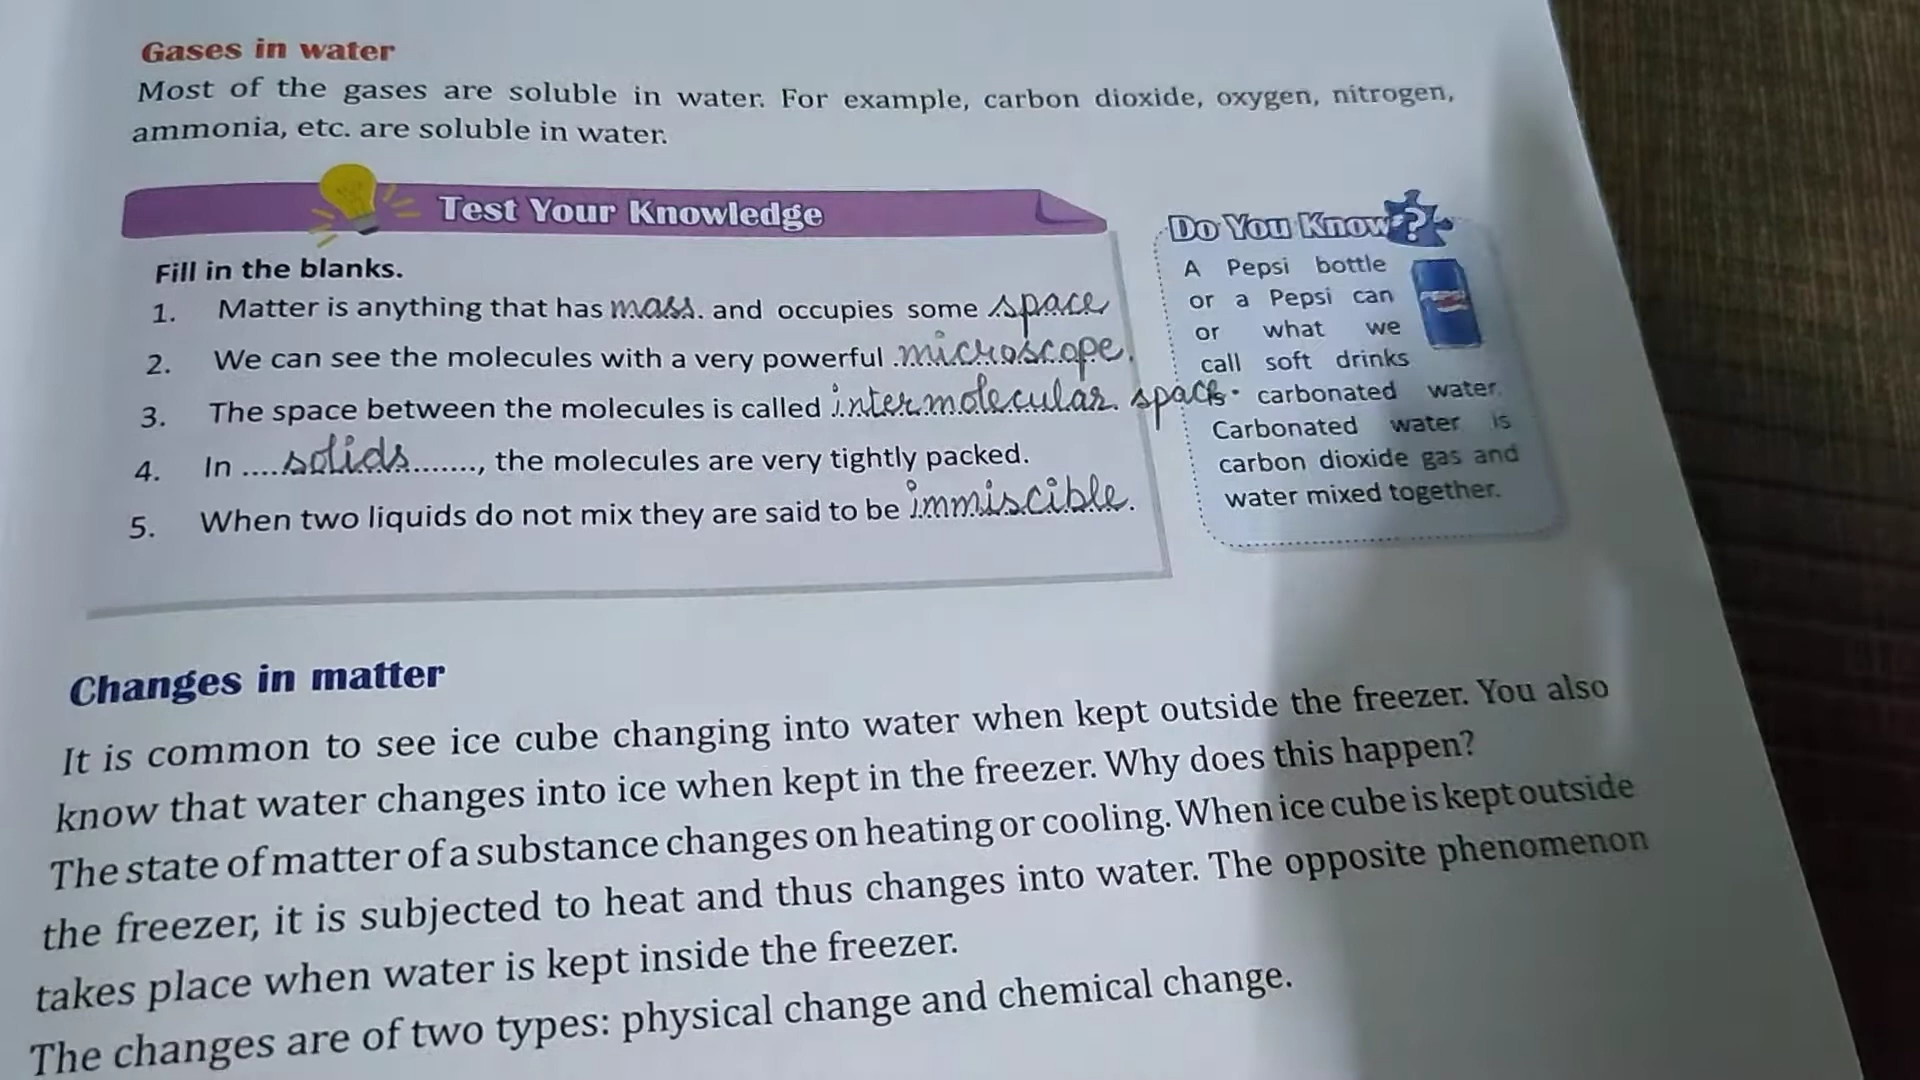 Gases in water
Most of the gases are soluble in water. For example, carbon dioxide, oxygen, nitrogen,
ammonia, etc. are soluble in water.
Test Your Knowledge
Fill in the blanks.
1. Matter is anything that has mass. and occupies some space
2. We can see the molecules with a very powerful .microscope.
3. The space between the molecules is called intermolecular. space.
4. In ....solids......., the molecules are very tightly packed.
5. When two liquids do not mix they are said to be immiscible.
Do You Know?
A Pepsi bottle
or a Pepsi can
or what we
call soft drinks
carbonated water.
Carbonated water is
carbon dioxide gas and
water mixed together.
Changes in matter
It is common to see ice cube changing into water when kept outside the freezer. You also
know that water changes into ice when kept in the freezer. Why does this happen?
The state of matter of a substance changes on heating or cooling. When ice cube is kept outside
the freezer, it is subjected to heat and thus changes into water. The opposite phenomenon
takes place when water is kept inside the freezer.
The changes are of two types: physical change and chemical change.